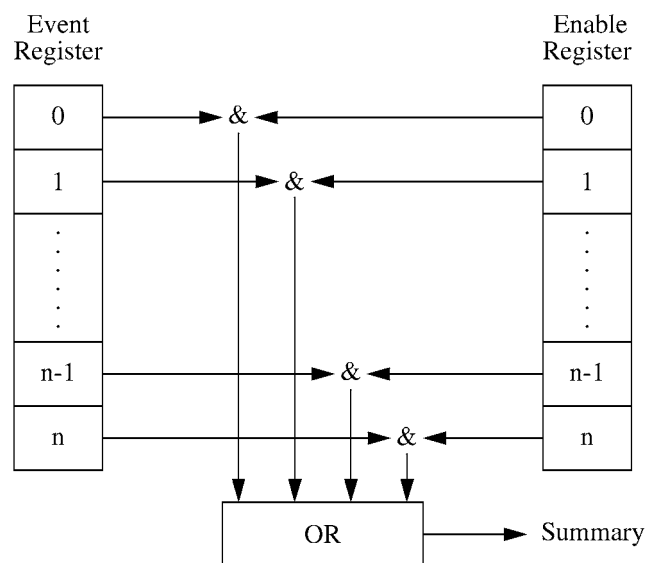 Event
Register
Enable
Register
0 & 0
1 & 1
n-1 & n-1
n & n
OR
Summary